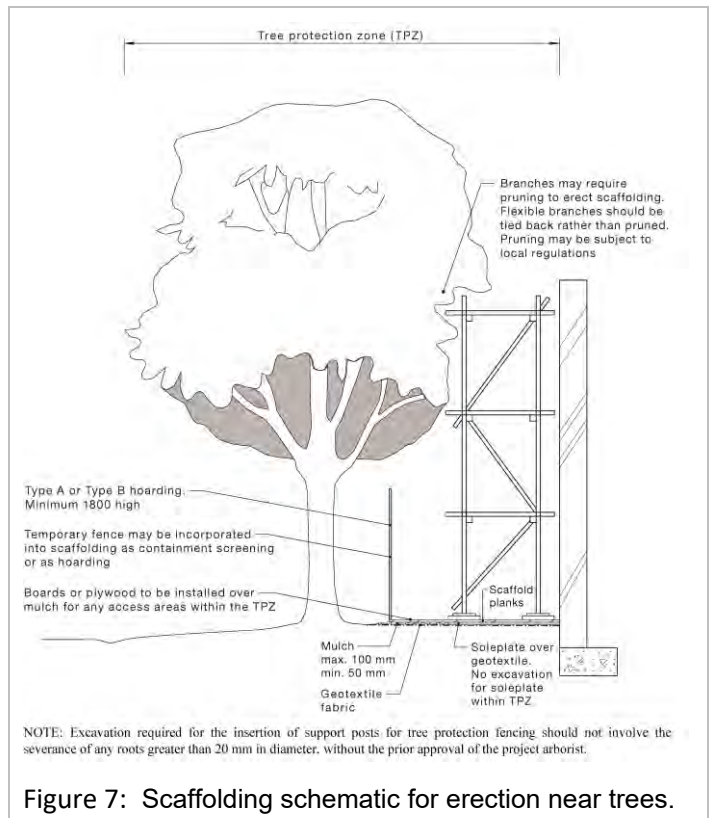 Tree protection zone (TPZ)
Branches may require
pruning to erect scaffolding.
Flexible branches should be
tied back rather than pruned.
Pruning may be subject to
local regulations
Type A or Type B hoarding.
Minimum 1800 high
Temporary fence may be incorporated
into scaffolding as containment screening
or as hoarding
Boards or plywood to be installed over
mulch for any access areas within the TPZ
Scaffold
planks
Mulch
max. 100 mm
min. 50 mm
Geotextile
fabric
Soleplate over
geotextile.
No excavation
for soleplate
within TPZ
NOTE: Excavation required for the insertion of support posts for tree protection fencing should not involve the
severance of any roots greater than 20 mm in diameter, without the prior approval of the project arborist.
Figure 7: Scaffolding schematic for erection near trees.